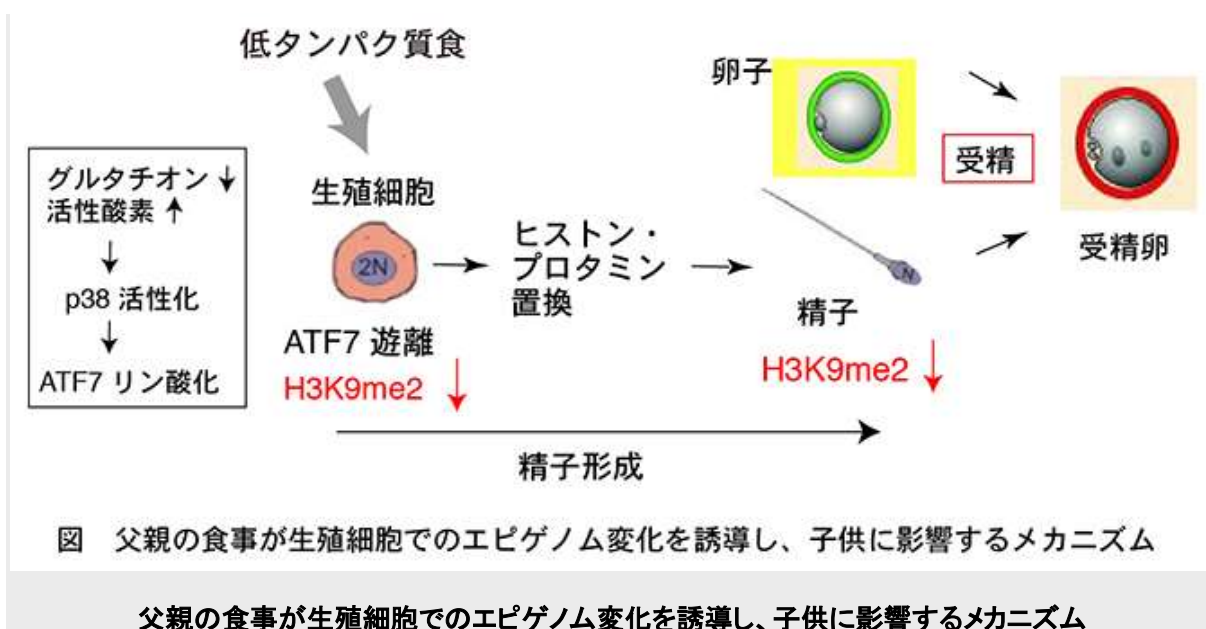 低タンパク質食
グルタチオン ↓
活性酸素 ↑
↓
p38 活性化
↓
ATF7 リン酸化
生殖細胞
2N
ATF7 遊離
H3K9me2 ↓
ヒストン・
プロタミン
置換
卵子
N
精子
H3K9me2 ↓
受精
受精卵
精子形成
図　父親の食事が生殖細胞でのエピゲノム変化を誘導し、子供に影響するメカニズム
父親の食事が生殖細胞でのエピゲノム変化を誘導し、子供に影響するメカニズム